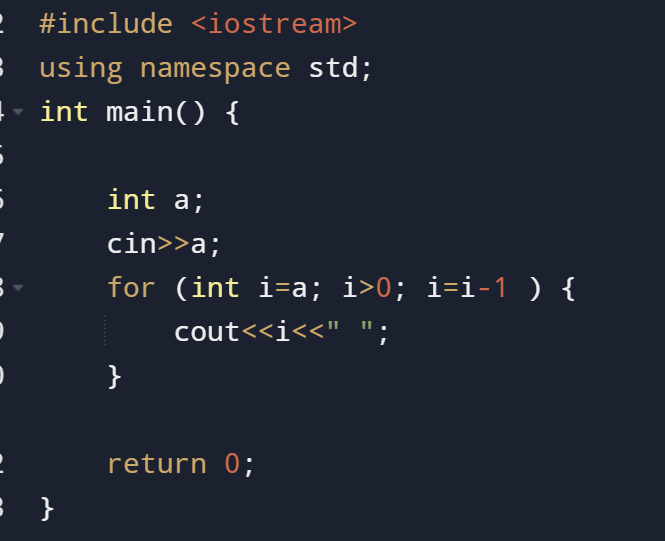 #include <iostream>
using namespace std;
int main() {
int a;
cin>>a;
for (int i=a; i>0; i=i-1 ) {
cout<<i<<" ";
}
return 0;
}